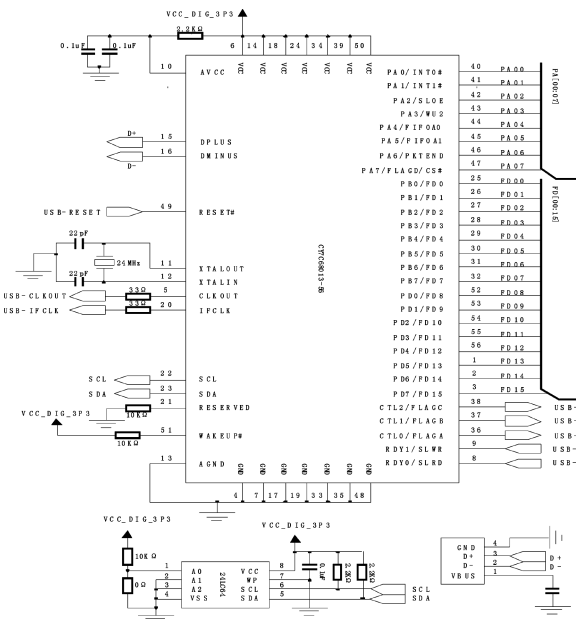 VCC_DIG_3P3
2.2KΩ
0.1uF 0.1uF
6 14 18 24 34 39 50
VCC VCC VCC VCC VCC VCC VCC
10 AVCC
PA0/INT0# 40 PA00
PA1/INT1# 41 PA01
PA2/SLOE 42 PA02
PA3/WU2 43 PA03
PA4/FIFOA0 44 PA04
PA5/FIFOA1 45 PA05
PA6/PKTEND 46 PA06
PA7/FLAGD/CS# 47 PA07
PA[00:07]
D+ 15 DPLUS
D- 16 DMINUS
PB0/FD0 25 FD00
PB1/FD1 26 FD01
PB2/FD2 27 FD02
PB3/FD3 28 FD03
PB4/FD4 29 FD04
PB5/FD5 30 FD05
PB6/FD6 31 FD06
PB7/FD7 32 FD07
PD0/FD8 52 FD08
PD1/FD9 53 FD09
PD2/FD10 54 FD10
PD3/FD11 55 FD11
PD4/FD12 56 FD12
PD5/FD13 1 FD13
PD6/FD14 2 FD14
PD7/FD15 3 FD15
FD[00:15]
USB-RESET 49 RESET#
22pF
24MHz
22pF
11 XTALOUT
12 XTALIN
USB-CLKOUT 33Ω 5 CLKOUT
USB-IFCLK 33Ω 20 IFCLK
SCL 22 SCL
SDA 23 SDA
10KΩ 21 RESERVED
VCC_DIG_3P3
10KΩ 51 WAKEUP#
13 AGND
CTL2/FLAGC 38 USB-
CTL1/FLAGB 37 USB-
CTL0/FLAGA 36 USB-
RDY1/SLWR 9 USB-
RDY0/SLRD 8 USB-
GND GND GND GND GND GND GND
4 7 17 19 33 35 48
VCC_DIG_3P3
10KΩ
0Ω
1 A0
2 A1
3 A2
4 VSS
24LC64
VCC 8
WP 7
SCL 6
SDA 5
VCC_DIG_3P3
0.1uF
2.2KΩ
2.2KΩ
SCL
SDA
GND 4
D+ 3 D+
D- 2 D-
VBUS 1